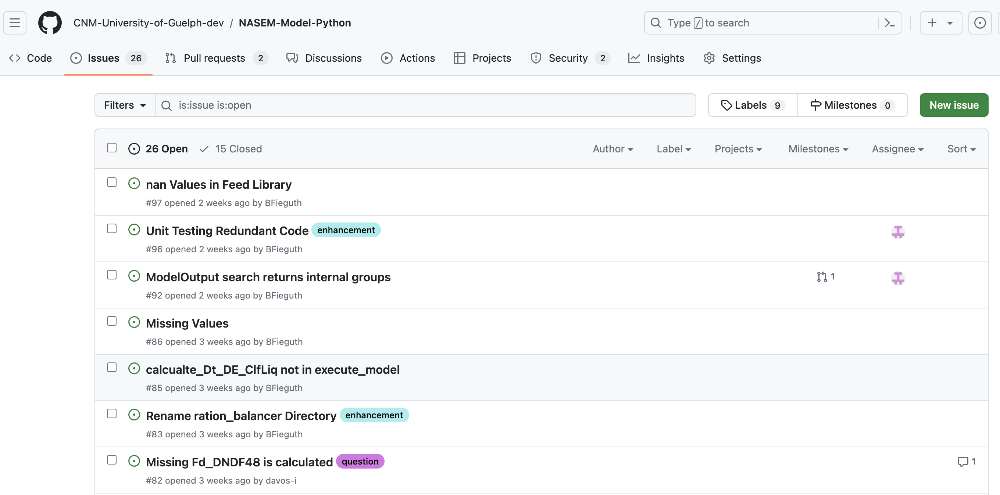 CNM-University-of-Guelph-dev / NASEM-Model-Python
Type / to search
Code Issues 26 Pull requests 2 Discussions Actions Projects Security 2 Insights Settings
Filters is:issue is:open Labels 9 Milestones 0 New issue
26 Open 15 Closed Author Label Projects Milestones Assignee Sort
nan Values in Feed Library
#97 opened 2 weeks ago by BFieguth
Unit Testing Redundant Code enhancement
#96 opened 2 weeks ago by BFieguth
ModelOutput search returns internal groups 1
#92 opened 2 weeks ago by BFieguth
Missing Values
#86 opened 3 weeks ago by BFieguth
calcualte_Dt_DE_ClfLiq not in execute_model
#85 opened 3 weeks ago by BFieguth
Rename ration_balancer Directory enhancement
#83 opened 3 weeks ago by BFieguth
Missing Fd_DNDF48 is calculated question 1
#82 opened 3 weeks ago by davos-i